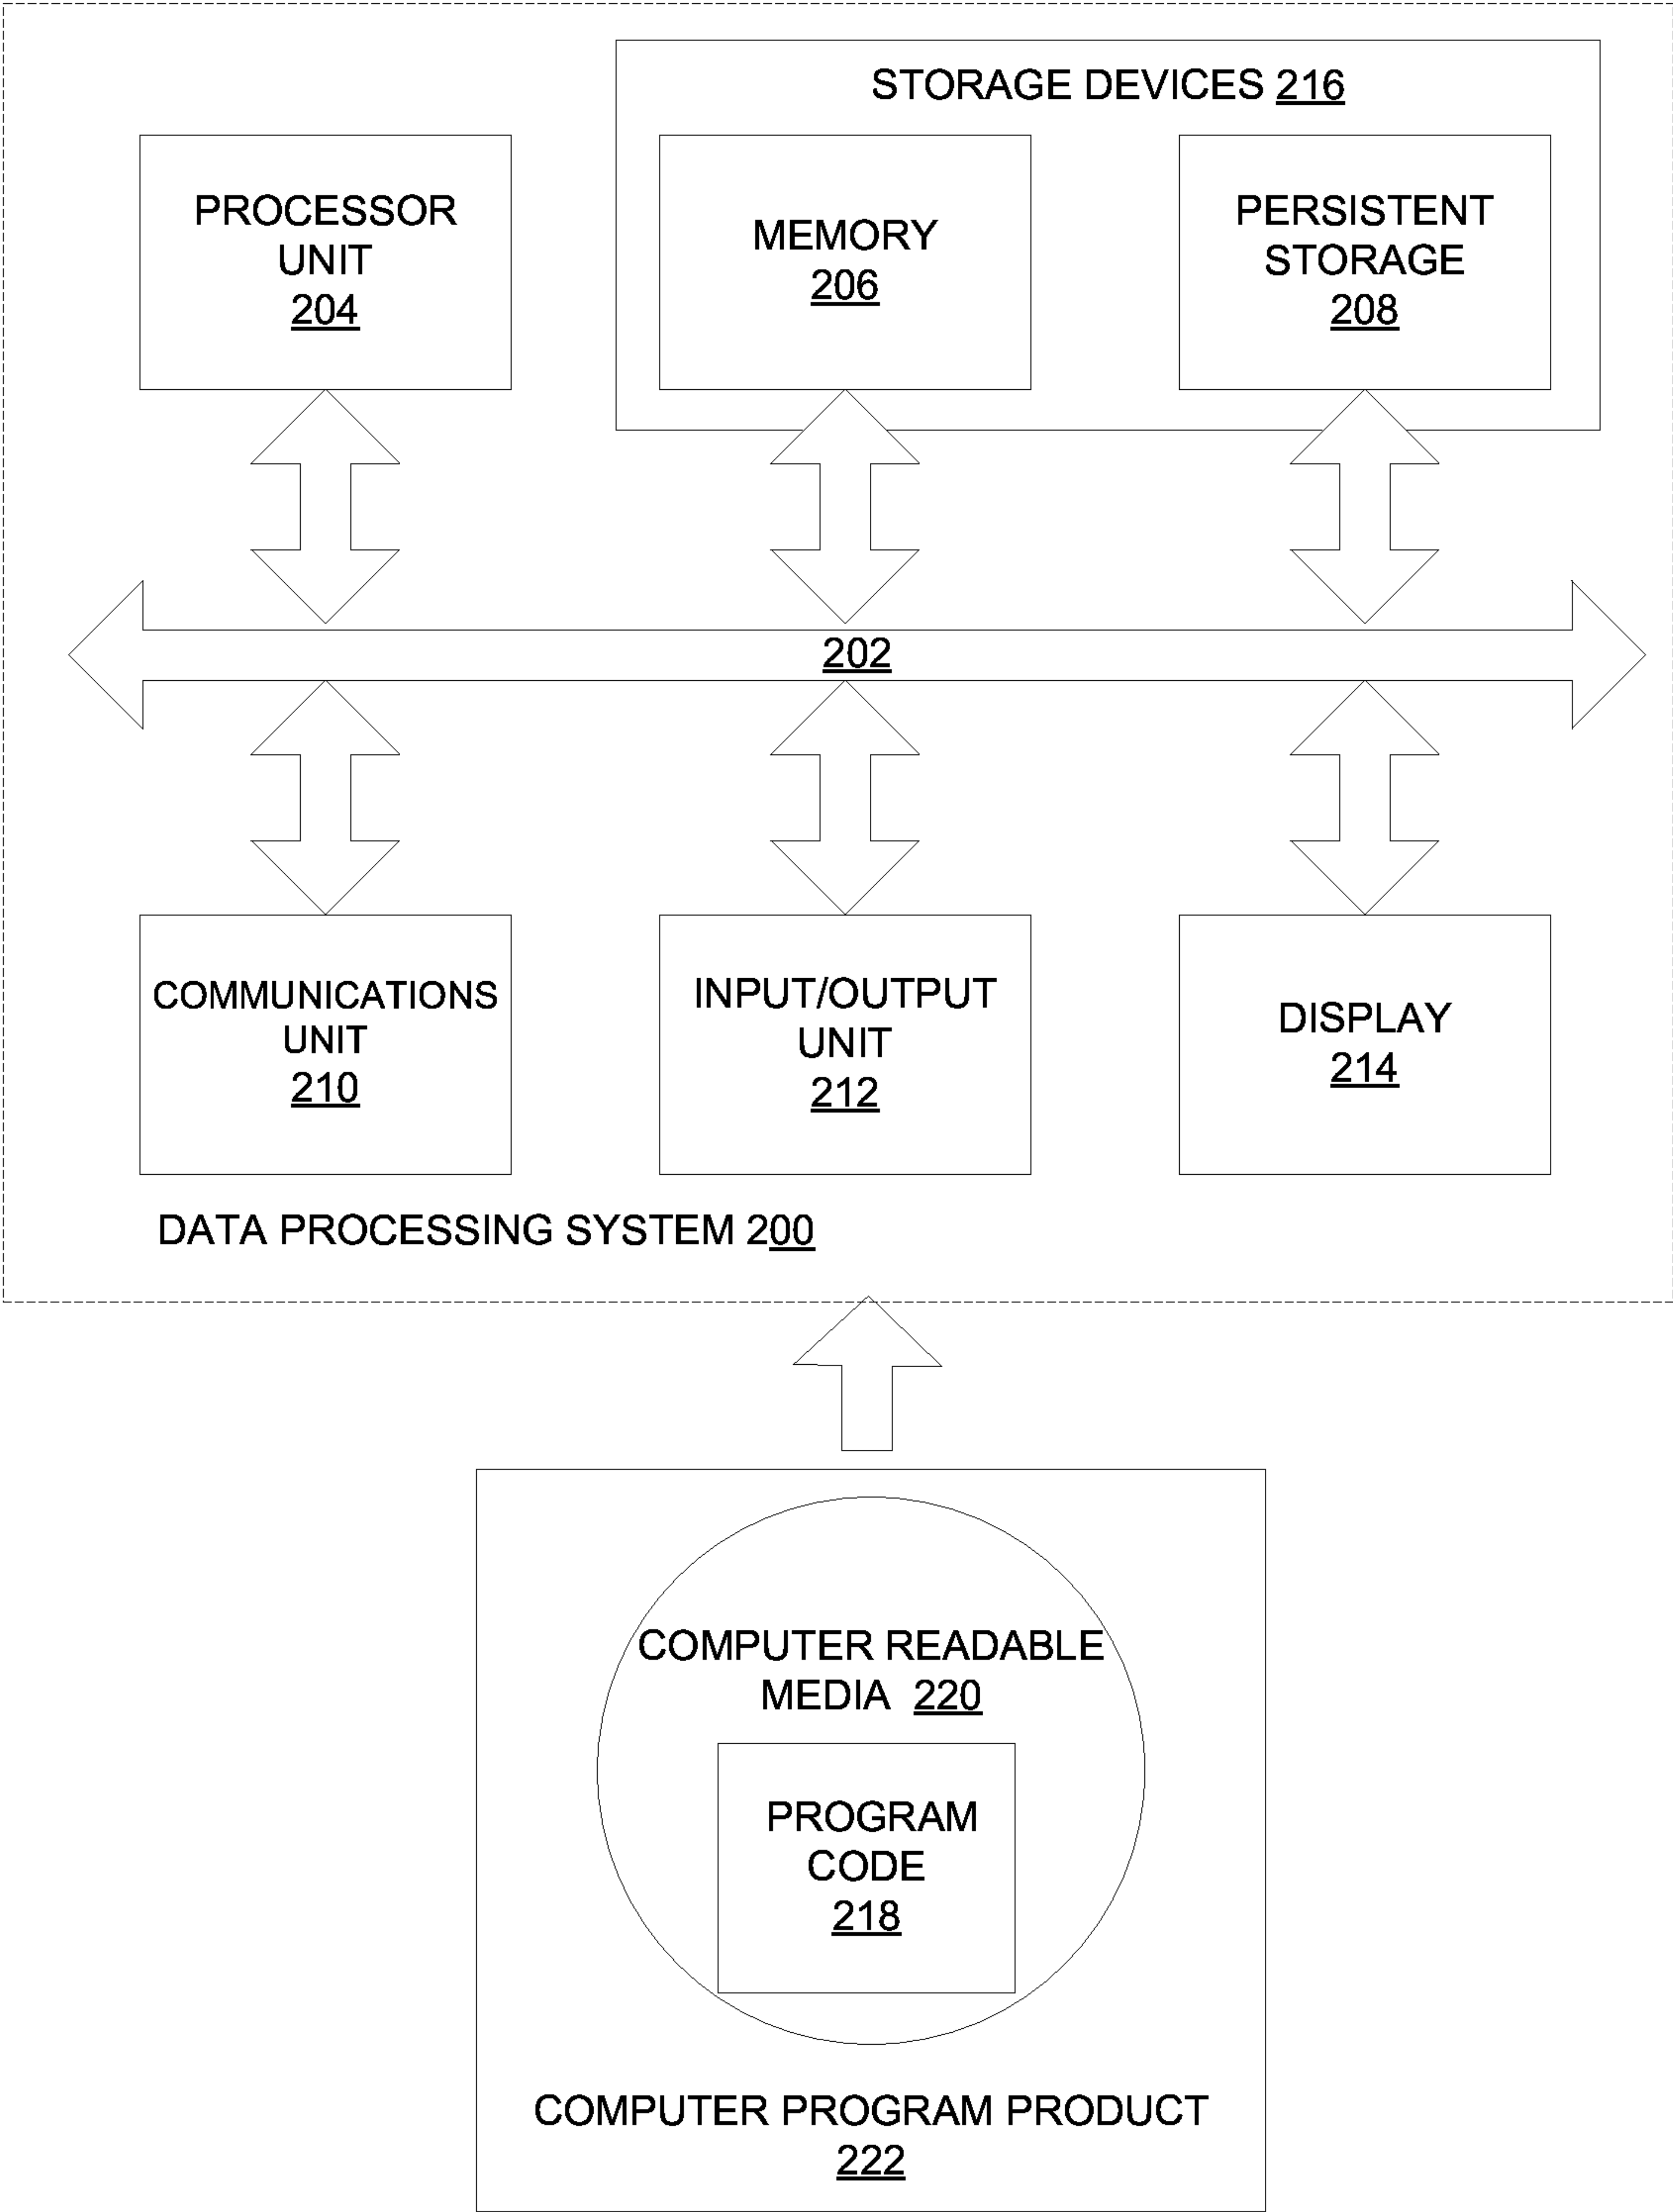 STORAGE DEVICES 216
PROCESSOR
UNIT
204
MEMORY
206
PERSISTENT
STORAGE
208
202
COMMUNICATIONS
UNIT
210
INPUT/OUTPUT
UNIT
212
DISPLAY
214
DATA PROCESSING SYSTEM 200
COMPUTER READABLE
MEDIA 220
PROGRAM
CODE
218
COMPUTER PROGRAM PRODUCT
222